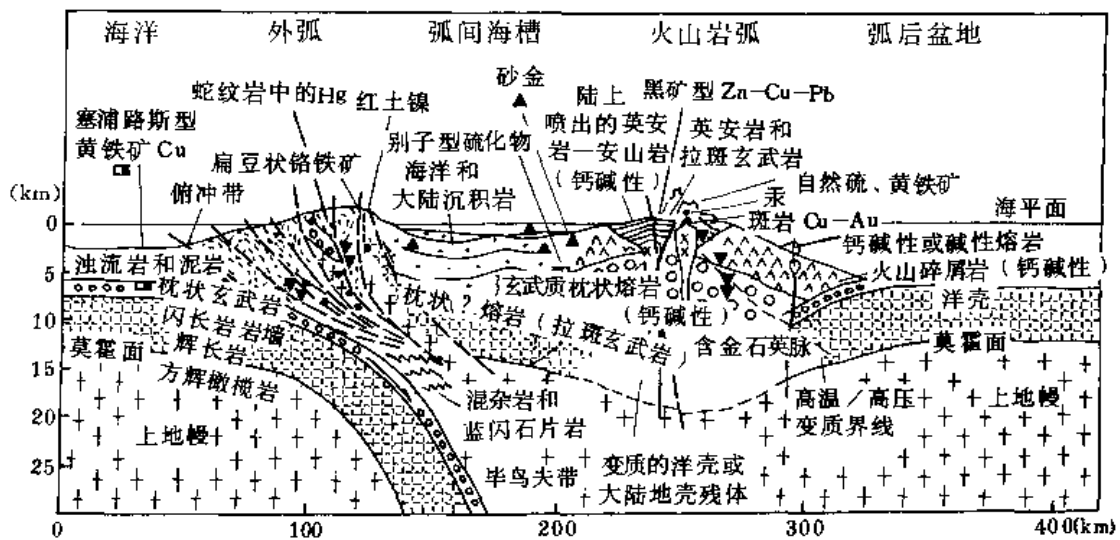 海洋 外弧 弧间海槽 火山岩弧 弧后盆地
砂金
蛇纹岩中的Hg
红土镍
陆上
黑矿型 Zn-Cu-Pb
塞浦路斯型
黄铁矿 Cu
别子型硫化物
喷出的英安
岩-安山岩
(钙碱性)
英安岩和
拉斑玄武岩
扁豆状铬铁矿
海洋和
大陆沉积岩
自然硫、黄铁矿
汞
(km)
俯冲带
斑岩 Cu-Au
海平面
0
钙碱性或碱性熔岩
浊流岩和泥岩
火山碎屑岩(钙碱性)
5
枕状玄武岩
枕状?熔岩(拉斑玄武岩)
玄武质枕状熔岩
(钙碱性)
洋壳
10
闪长岩岩墙
莫霍面
辉长岩
含金石英脉
莫霍面
15
方辉橄榄岩
混杂岩和
蓝闪石片岩
高温/高压
变质界线
上地幔
20
上地幔
25
毕鸟夫带
变质的洋壳或
大陆地壳残体
0 100 200 300 400(km)